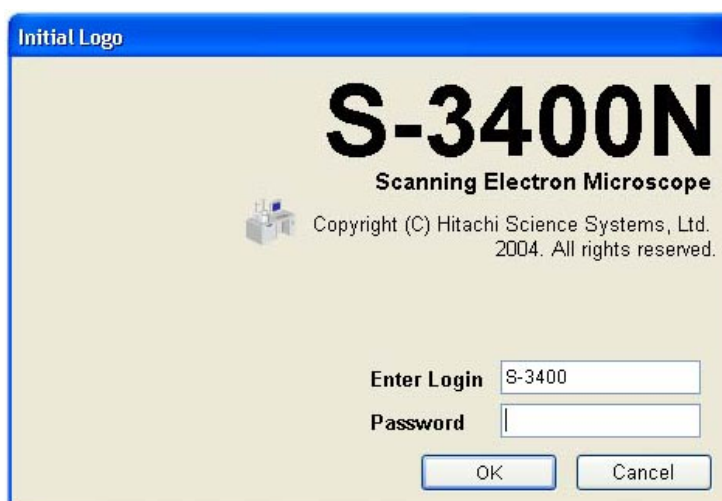 Initial Logo
S-3400N
Scanning Electron Microscope
Copyright (C) Hitachi Science Systems, Ltd.
2004. All rights reserved.
Enter Login S-3400
Password
OK Cancel